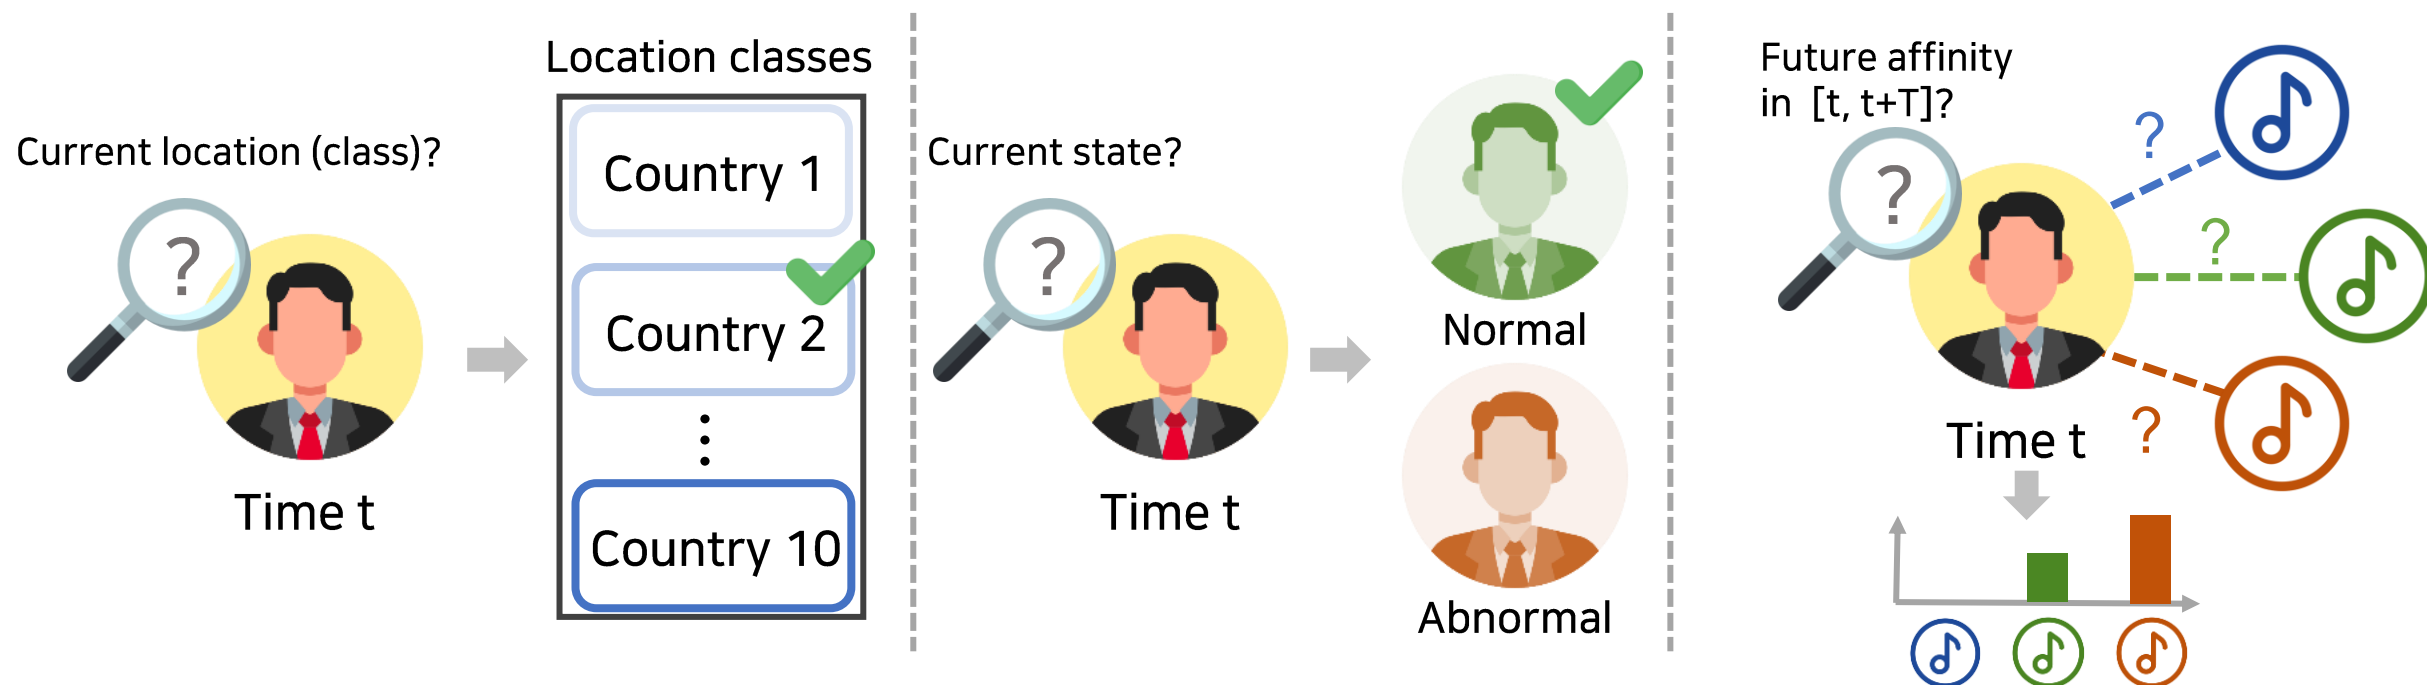 Current location (class)?
?
Time t
Location classes
Country 1
Country 2
Country 10
Current state?
?
Time t
Normal
Abnormal
Future affinity
in [t, t+T]?
?
?
?
?
Time t